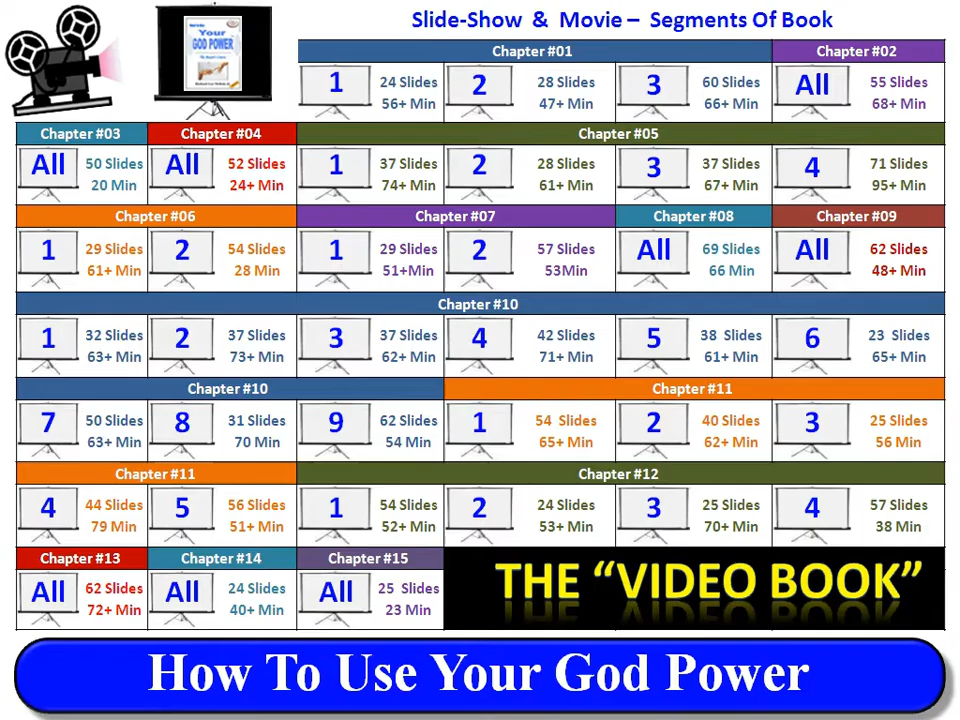 Slide-Show & Movie – Segments Of Book
Your
GOD POWER
Chapter #01 Chapter #02
1 24 Slides 2 28 Slides 3 60 Slides All 55 Slides
56+ Min 47+ Min 66+ Min 68+ Min
Chapter #03 Chapter #04 Chapter #05
All 50 Slides All 52 Slides 1 37 Slides 2 28 Slides 3 37 Slides 4 71 Slides
20 Min 24+ Min 74+ Min 61+ Min 67+ Min 95+ Min
Chapter #06 Chapter #07 Chapter #08 Chapter #09
1 29 Slides 2 54 Slides 1 29 Slides 2 57 Slides All 69 Slides All 62 Slides
61+ Min 28 Min 51+Min 53Min 66 Min 48+ Min
Chapter #10
1 32 Slides 2 37 Slides 3 37 Slides 4 42 Slides 5 38 Slides 6 23 Slides
63+ Min 73+ Min 62+ Min 71+ Min 61+ Min 65+ Min
Chapter #10 Chapter #11
7 50 Slides 8 31 Slides 9 62 Slides 1 54 Slides 2 40 Slides 3 25 Slides
63+ Min 70 Min 54 Min 65+ Min 62+ Min 56 Min
Chapter #11 Chapter #12
4 44 Slides 5 56 Slides 1 54 Slides 2 24 Slides 3 25 Slides 4 57 Slides
79 Min 51+ Min 52+ Min 53+ Min 70+ Min 38 Min
Chapter #13 Chapter #14 Chapter #15
All 62 Slides All 24 Slides All 25 Slides
72+ Min 40+ Min 23 Min
THE “VIDEO BOOK”
How To Use Your God Power